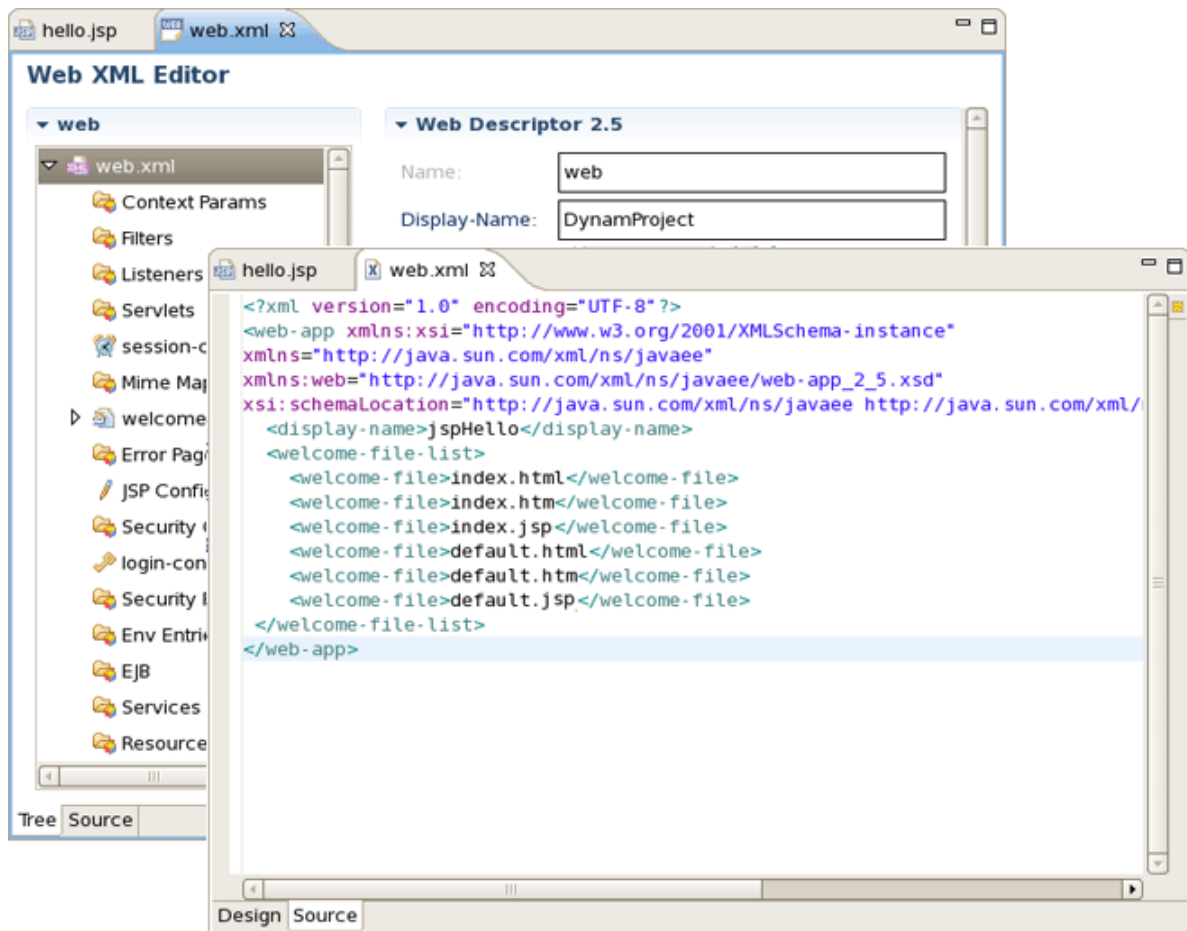 hello.jsp web.xml
Web XML Editor
web
Web Descriptor 2.5
web.xml
Name: web
Context Params
Display-Name: DynamProject
Filters
Listeners
Servlets
Mime
welcome
Error
JSP
Security
Security
Env
EJB
Services
Resource
Tree Source
hello.jsp web.xml
<?xml version="1.0" encoding="UTF-8"?>
<web-app xmlns:xsi="http://www.w3.org/2001/XMLSchema-instance"
xmlns="http://java.sun.com/xml/ns/javaee"
xmlns:web="http://java.sun.com/xml/ns/javaee/web-app_2_5.xsd"
xsi:schemaLocation="http://java.sun.com/xml/ns/javaee http://java.sun.com/xml/
<display-name>jspHello</display-name>
<welcome-file-list>
<welcome-file>index.html</welcome-file>
<welcome-file>index.htm</welcome-file>
<welcome-file>index.jsp</welcome-file>
<welcome-file>default.html</welcome-file>
<welcome-file>default.htm</welcome-file>
<welcome-file>default.jsp</welcome-file>
</welcome-file-list>
</web-app>
Design Source